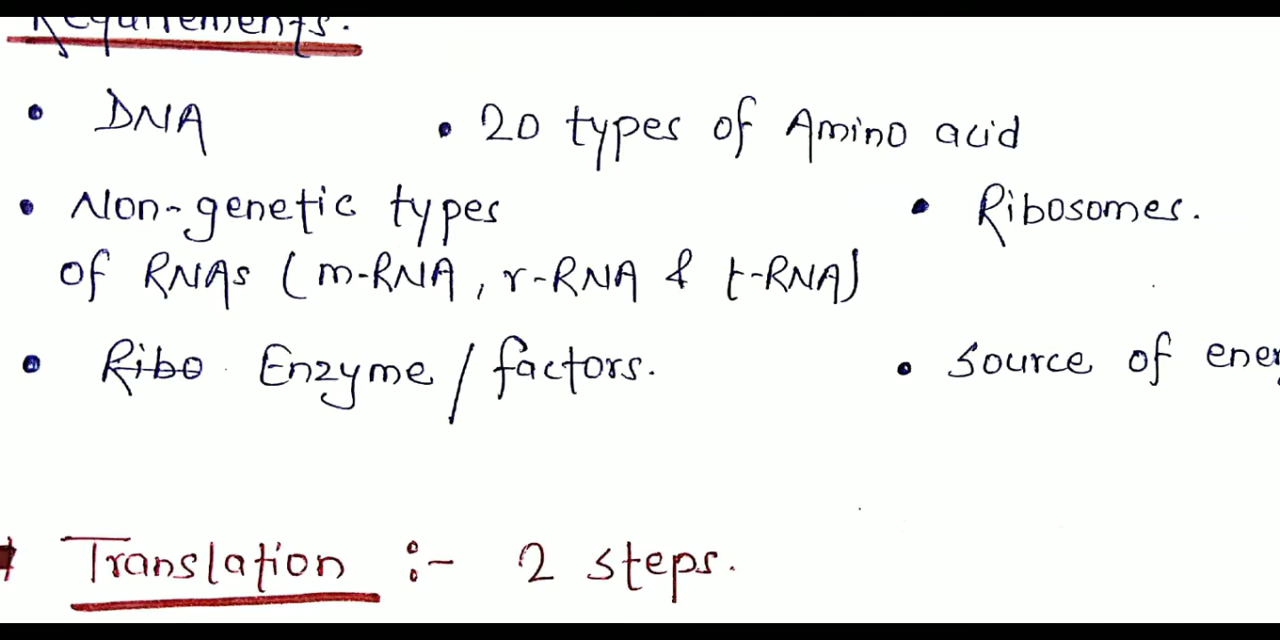 Requirements.
• DNA • 20 types of Amino acid
• Non-genetic types • Ribosomes.
of RNAs (m-RNA, r-RNA & t-RNA)
• Ribo Enzyme/factors. • Source of ener
Translation :- 2 steps.